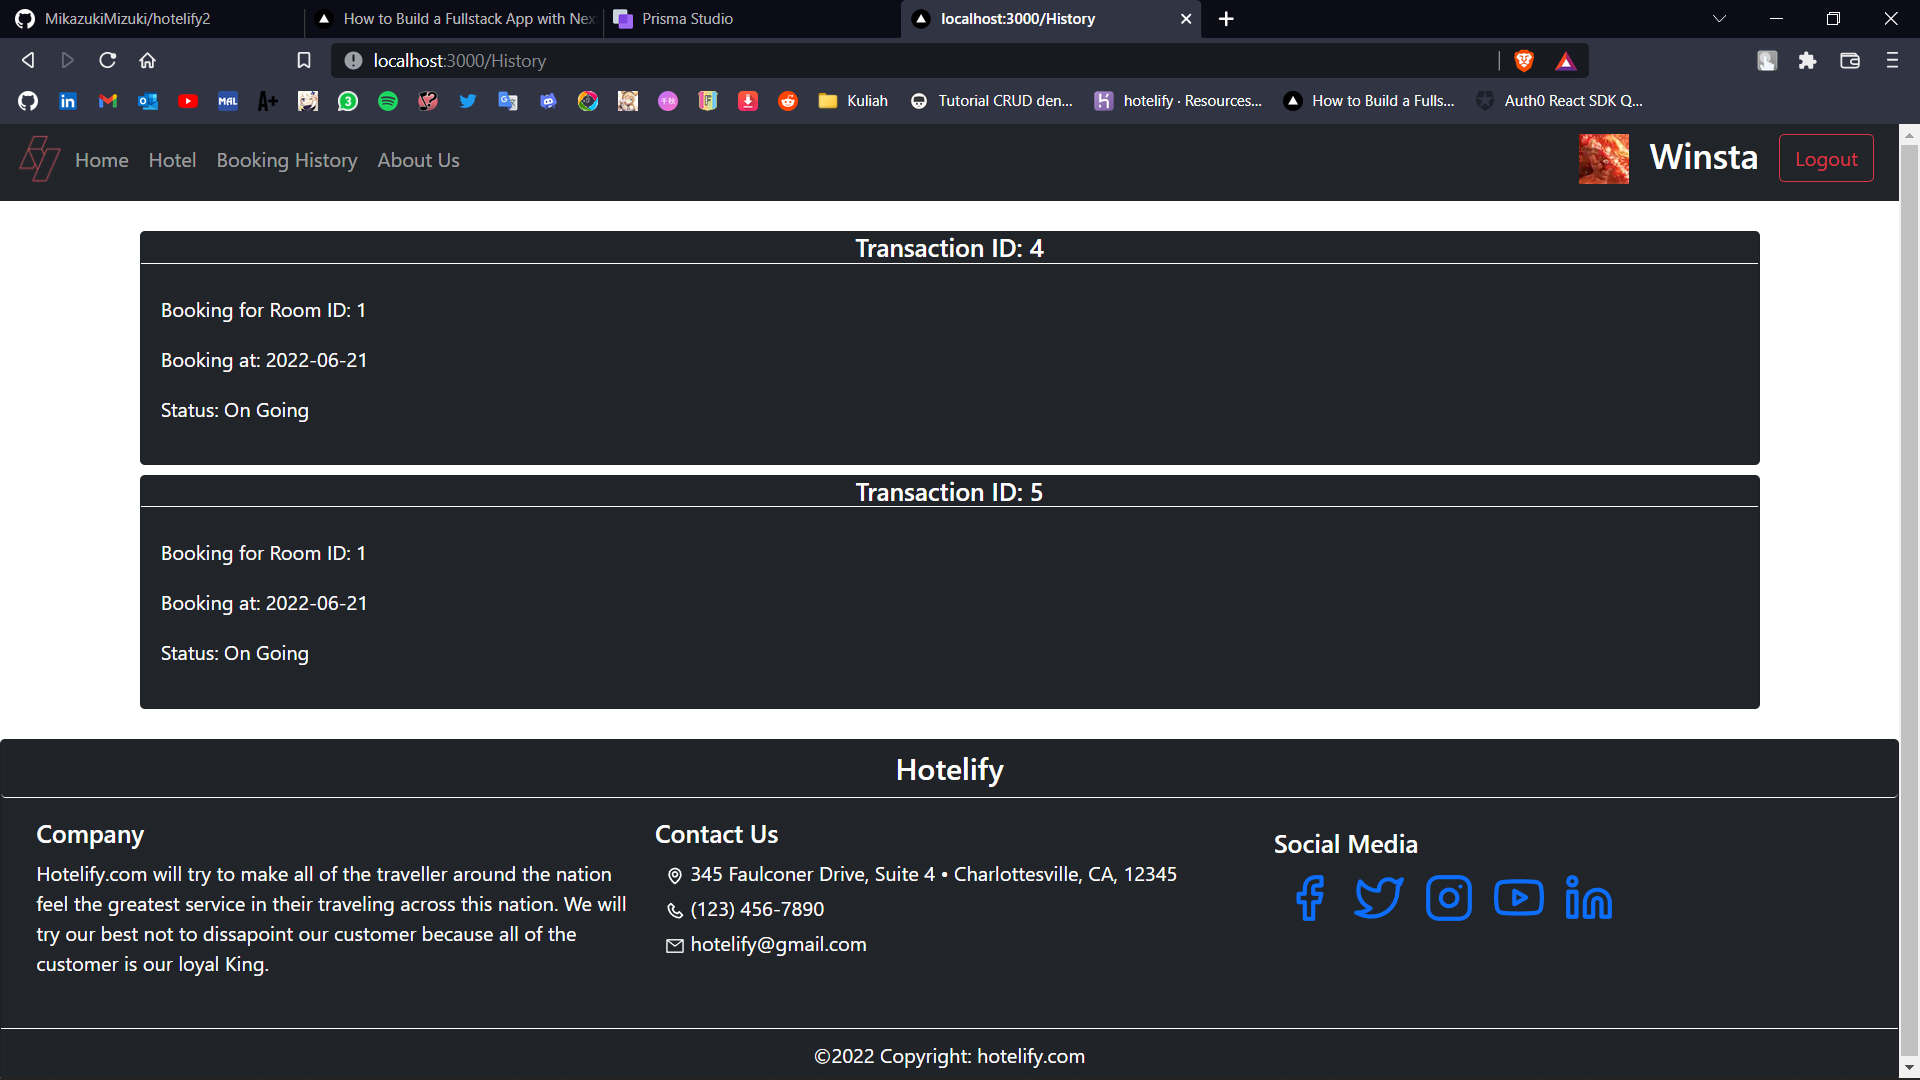 MikazukiMizuki/hotelify2
How to Build a Fullstack App with Nex
Prisma Studio
localhost:3000/History
localhost:3000/History
MAL
A+
3
Kuliah
Tutorial CRUD den...
hotelify · Resources...
How to Build a Fulls...
Auth0 React SDK Q...
Home
Hotel
Booking History
About Us
Winsta
Logout
Transaction ID: 4
Booking for Room ID: 1
Booking at: 2022-06-21
Status: On Going
Transaction ID: 5
Booking for Room ID: 1
Booking at: 2022-06-21
Status: On Going
Hotelify
Company
Hotelify.com will try to make all of the traveller around the nation
feel the greatest service in their traveling across this nation. We will
try our best not to dissapoint our customer because all of the
customer is our loyal King.
Contact Us
345 Faulconer Drive, Suite 4 • Charlottesville, CA, 12345
(123) 456-7890
hotelify@gmail.com
Social Media
©2022 Copyright: hotelify.com